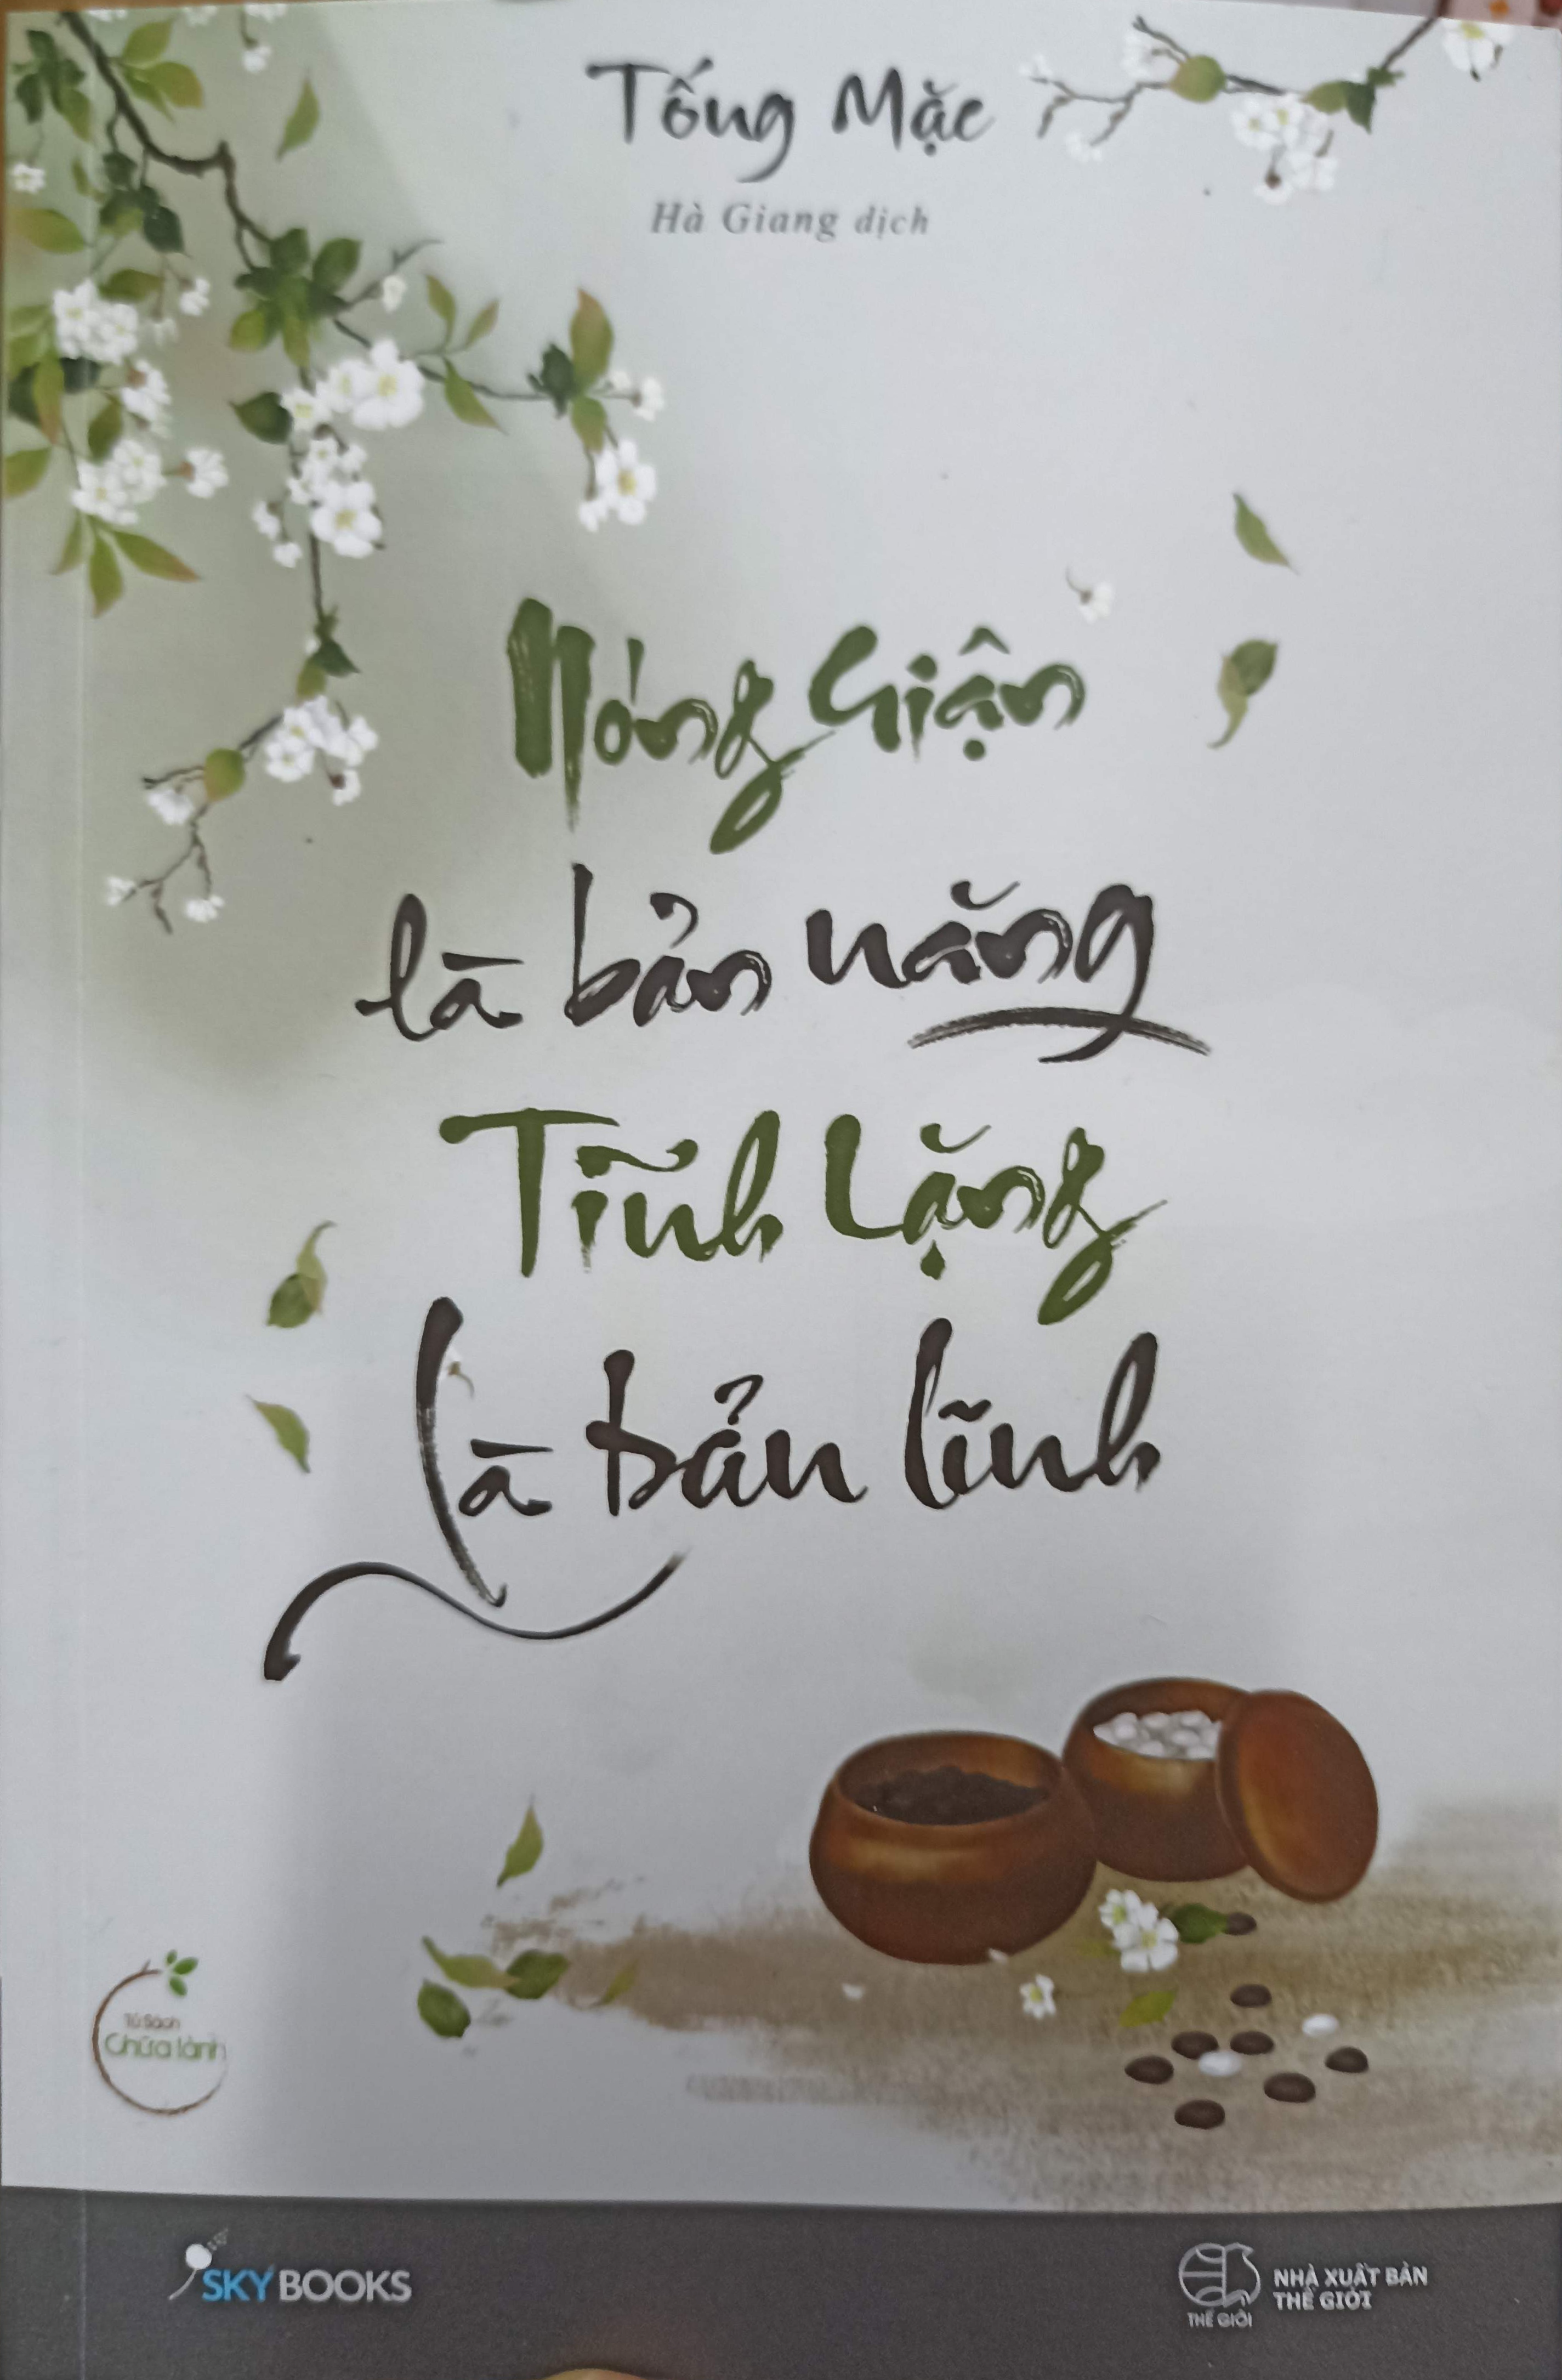 Tống Mặc
Hà Giang dịch
Nóng Giận
là bản năng
Tĩnh Lặng
là bản lĩnh
Tủ Sách
Chữa lành
SKYBOOKS
THẾ GIỚI
NHÀ XUẤT BẢN
THẾ GIỚI